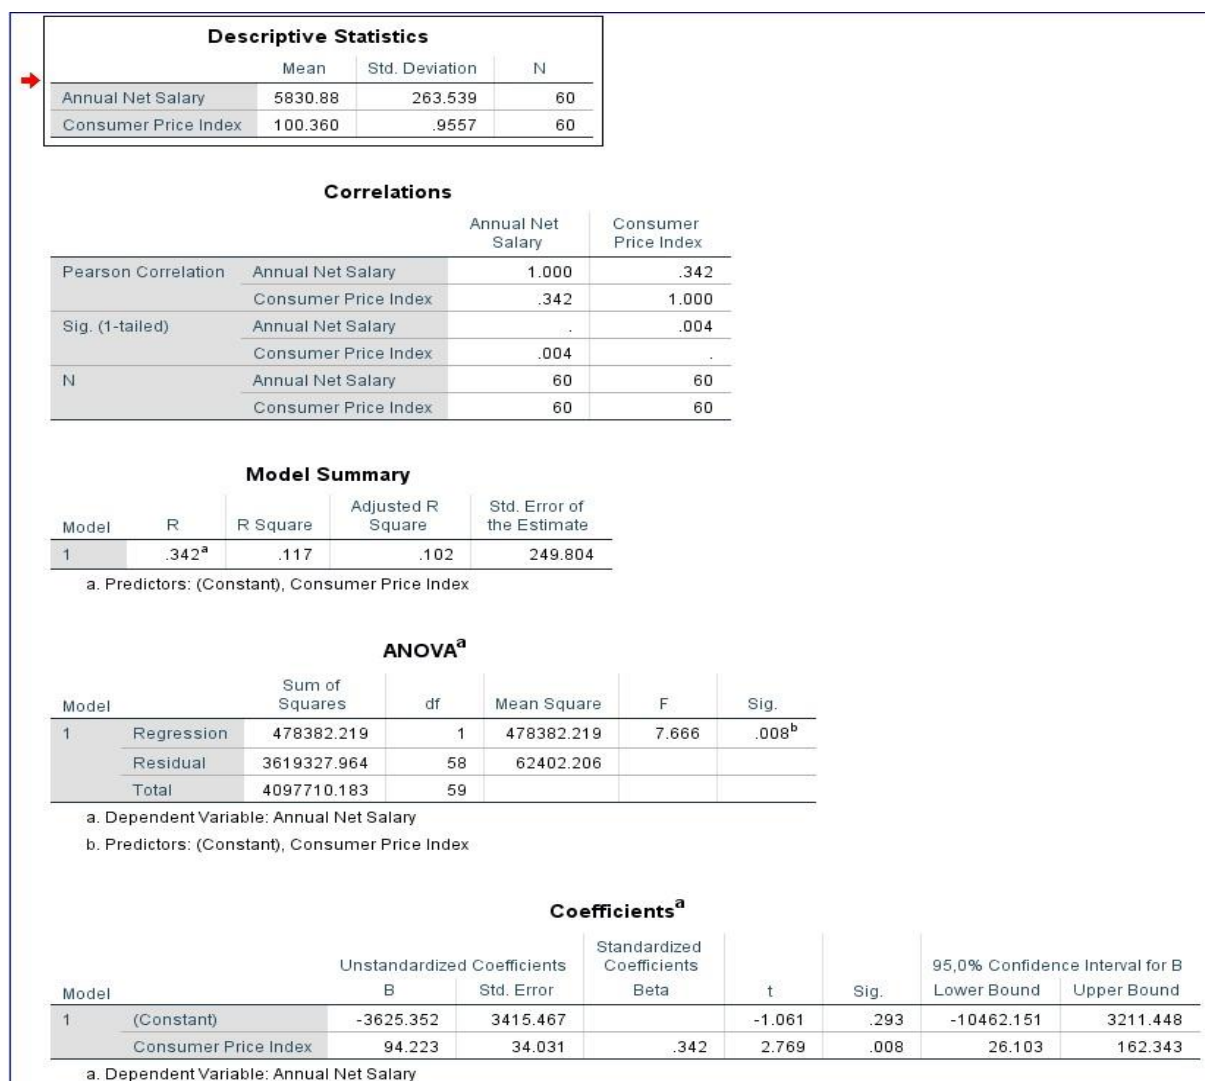 Descriptive Statistics
Mean Std. Deviation N
Annual Net Salary 5830.88 263.539 60
Consumer Price Index 100.360 .9557 60
Correlations
Annual Net Salary Consumer Price Index
Pearson Correlation Annual Net Salary 1.000 .342
Consumer Price Index .342 1.000
Sig. (1-tailed) Annual Net Salary . .004
Consumer Price Index .004 .
N Annual Net Salary 60 60
Consumer Price Index 60 60
Model Summary
Model R R Square Adjusted R Square Std. Error of the Estimate
1 .342a .117 .102 249.804
a. Predictors: (Constant), Consumer Price Index
ANOVAa
Model Sum of Squares df Mean Square F Sig.
1 Regression 478382.219 1 478382.219 7.666 .008b
Residual 3619327.964 58 62402.206
Total 4097710.183 59
a. Dependent Variable: Annual Net Salary
b. Predictors: (Constant), Consumer Price Index
Coefficientsa
Unstandardized Coefficients Standardized Coefficients 95,0% Confidence Interval for B
Model B Std. Error Beta t Sig. Lower Bound Upper Bound
1 (Constant) -3625.352 3415.467 -1.061 .293 -10462.151 3211.448
Consumer Price Index 94.223 34.031 .342 2.769 .008 26.103 162.343
a. Dependent Variable: Annual Net Salary